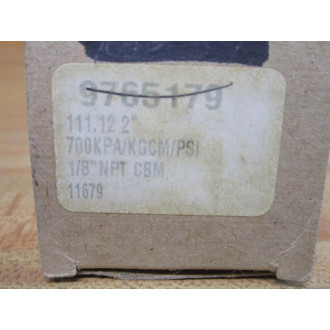 9765179
111.12 2"
700KPA/KGCM/PSI
1/8" NPT CBM
11679